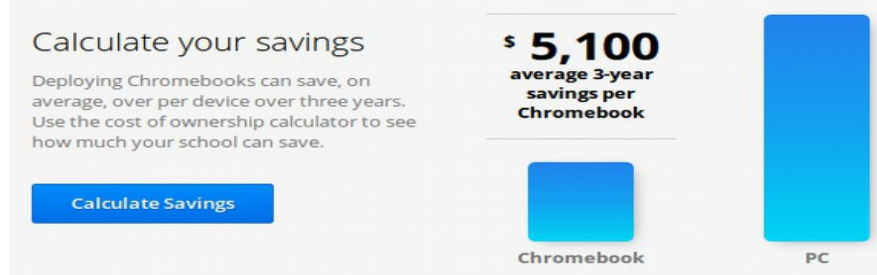 Calculate your savings
Deploying Chromebooks can save, on
average, over per device over three years.
Use the cost of ownership calculator to see
how much your school can save.
Calculate Savings
$ 5,100
average 3-year
savings per
Chromebook
Chromebook
PC